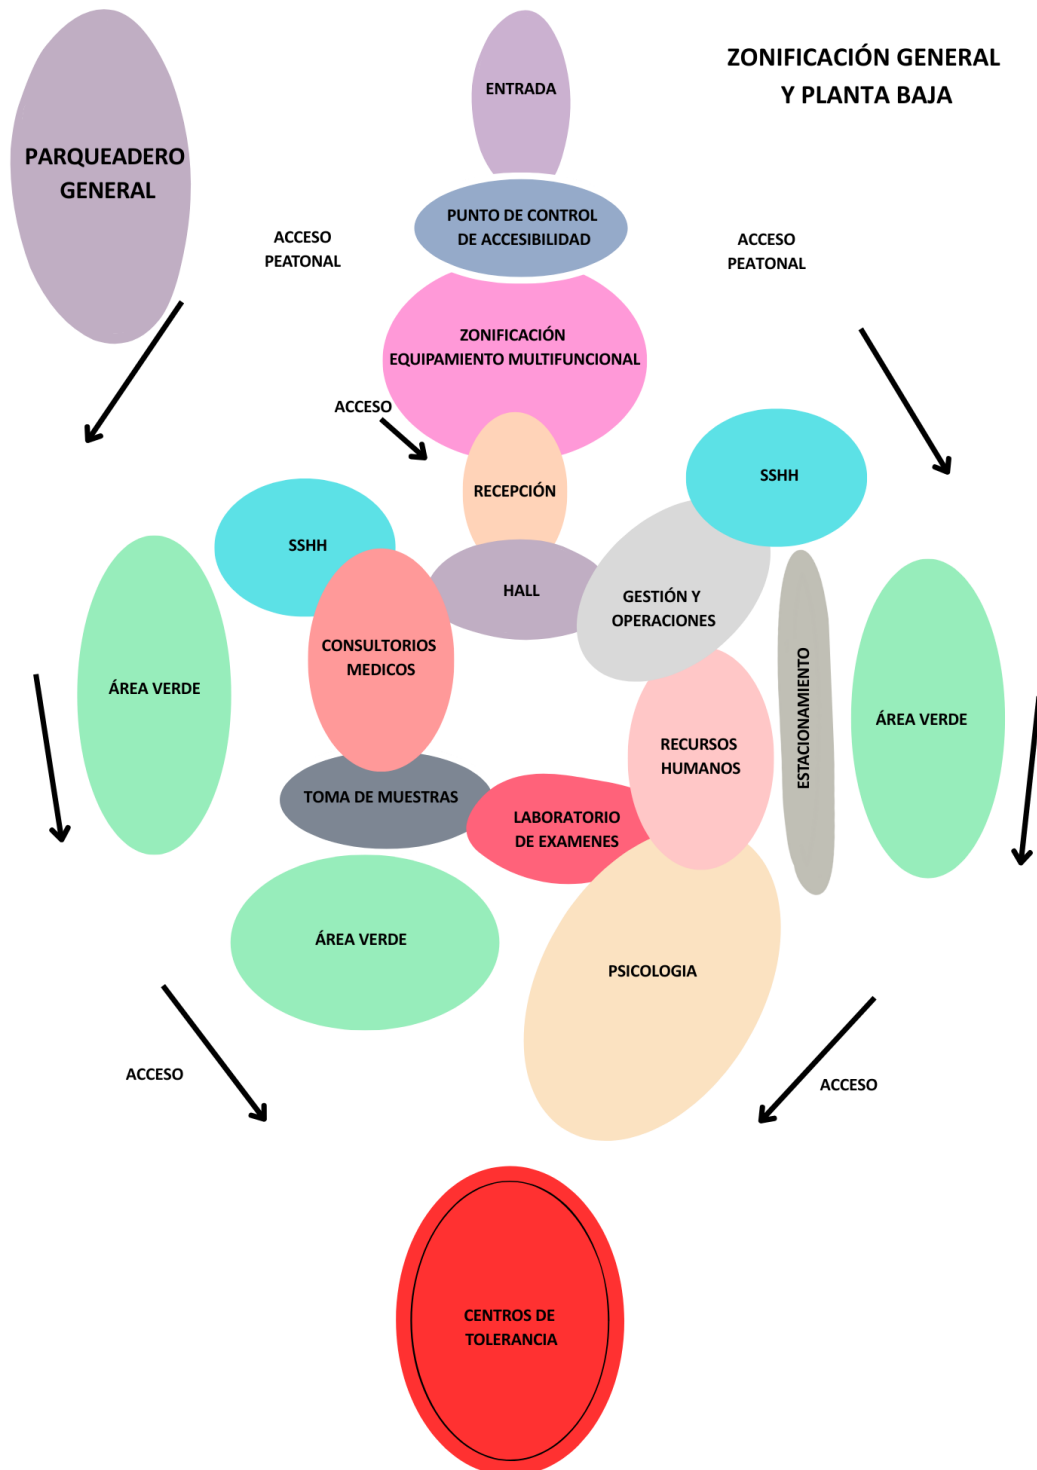 ZONIFICACIÓN GENERAL
Y PLANTA BAJA
ENTRADA
PARQUEADERO
GENERAL
PUNTO DE CONTROL
DE ACCESIBILIDAD
ACCESO
PEATONAL
ACCESO
PEATONAL
ZONIFICACIÓN
EQUIPAMIENTO MULTIFUNCIONAL
ACCESO
RECEPCIÓN
SSHH
SSHH
HALL
GESTIÓN Y
OPERACIONES
CONSULTORIOS
MEDICOS
ÁREA VERDE
ESTACIONAMIENTO
ÁREA VERDE
RECURSOS
HUMANOS
TOMA DE MUESTRAS
LABORATORIO
DE EXAMENES
ÁREA VERDE
PSICOLOGIA
ACCESO
ACCESO
CENTROS DE
TOLERANCIA